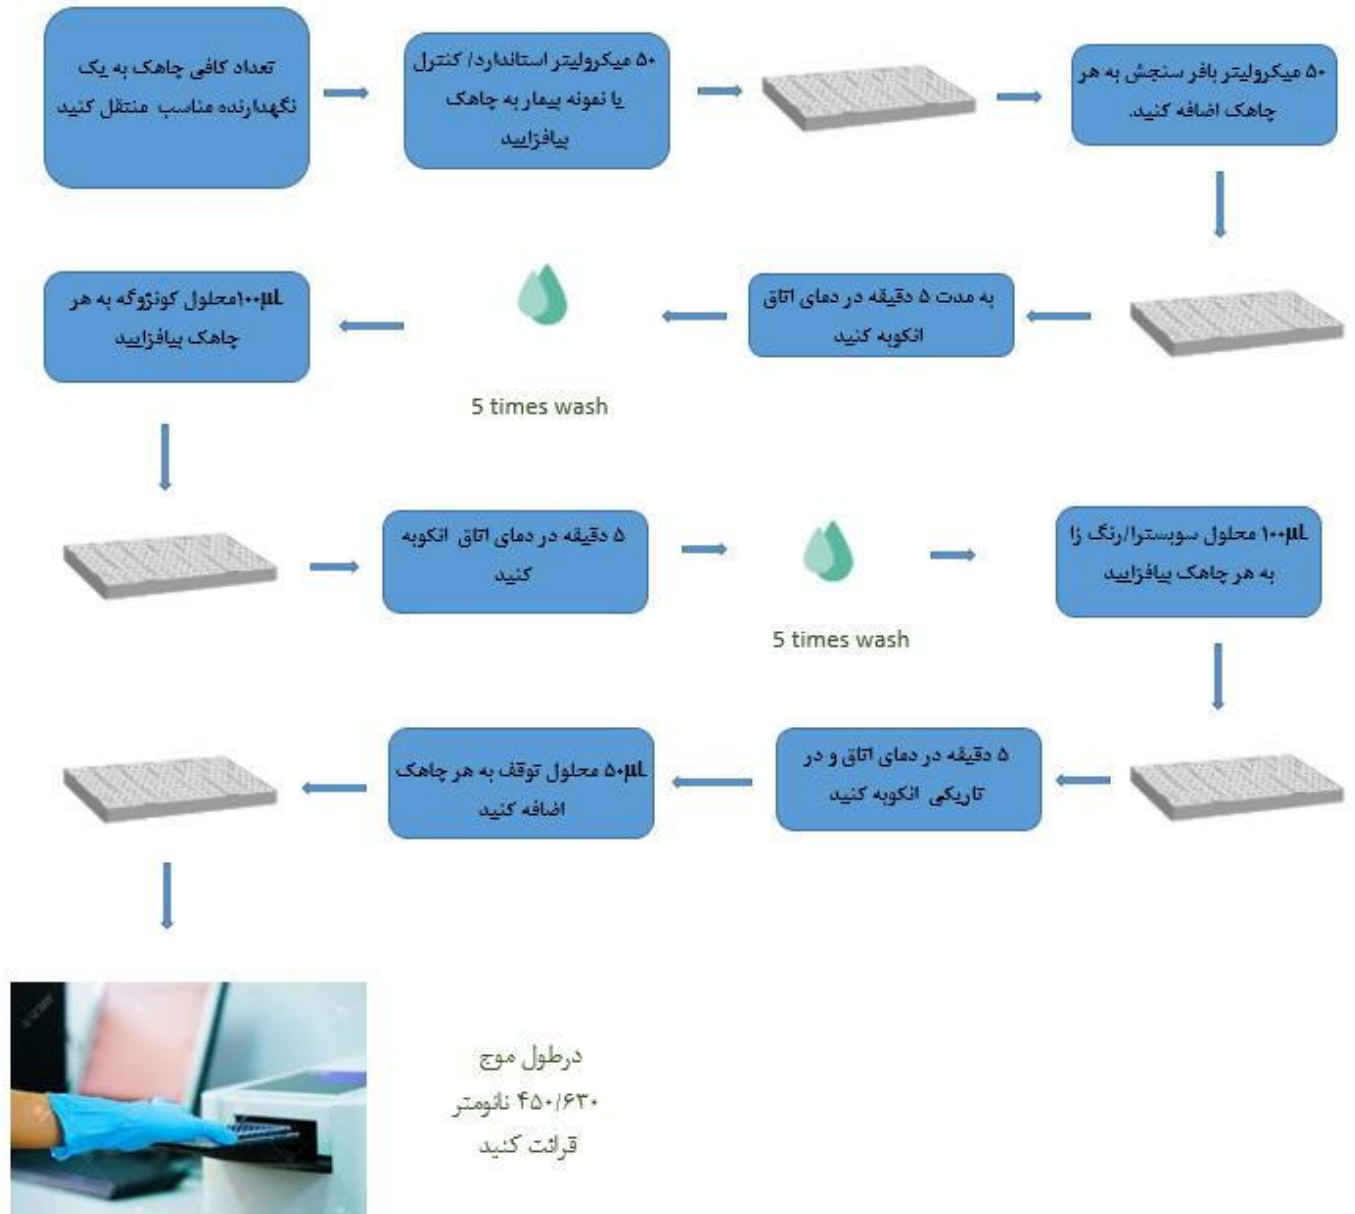 تعداد کافی چاهک به یک
نگهدارنده مناسب منتقل کنید
۵۰ میکرولیتر استاندارد/ کنترل
یا نمونه بیمار به چاهک
بیافزایید
۵۰ میکرولیتر بافر سنجش به هر
چاهک اضافه کنید.
به مدت ۵ دقیقه در دمای اتاق
انکوبه کنید
5 times wash
۱۰۰µL محلول کونژوگه به هر
چاهک بیافزایید
۵ دقیقه در دمای اتاق انکوبه
کنید
5 times wash
۱۰۰µL محلول سوبسترا/رنگ زا
به هر چاهک بیافزایید
۵ دقیقه در دمای اتاق و در
تاریکی انکوبه کنید
۵۰µL محلول توقف به هر چاهک
اضافه کنید
درطول موج
۴۵۰/۶۳۰ نانومتر
قرائت کنید